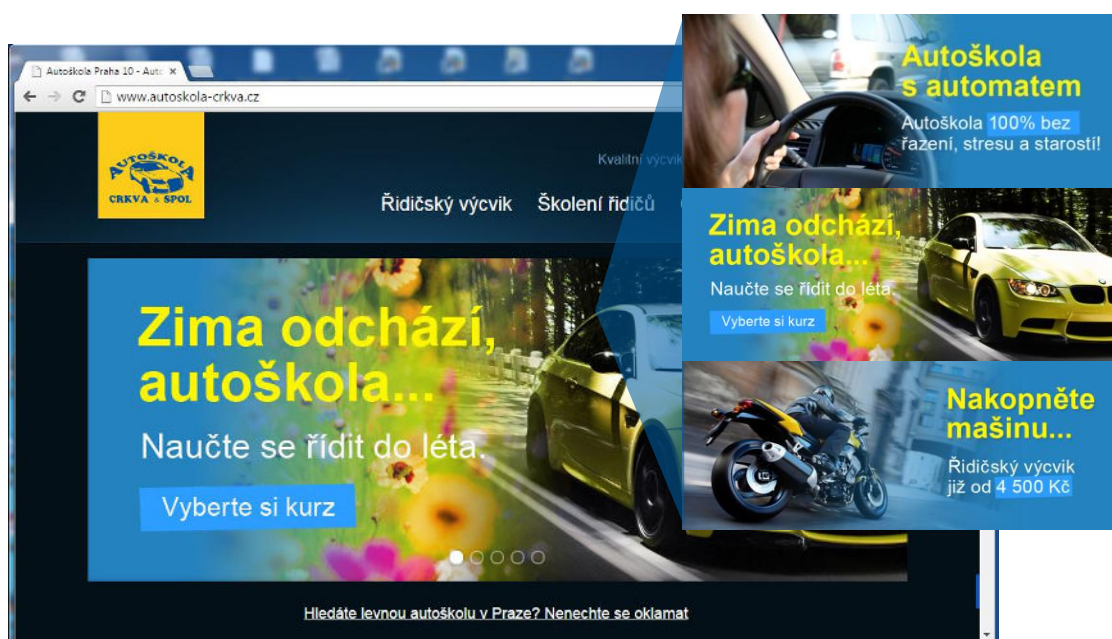 Autoškola Praha 10 - Auto
www.autoskola-crkva.cz
AUTOŠKOLA
CRKVA & SPOL
Kvalitní výcvik
Řidičský výcvik Školení řidičů
Zima odchází,
autoškola...
Naučte se řídit do léta.
Vyberte si kurz
Hledáte levnou autoškolu v Praze? Nenechte se oklamat
Autoškola
s automatem
Autoškola 100% bez
řazení, stresu a starostí!
Zima odchází,
autoškola...
Naučte se řídit do léta.
Vyberte si kurz
Nakopněte
mašinu...
Řidičský výcvik
již od 4 500 Kč